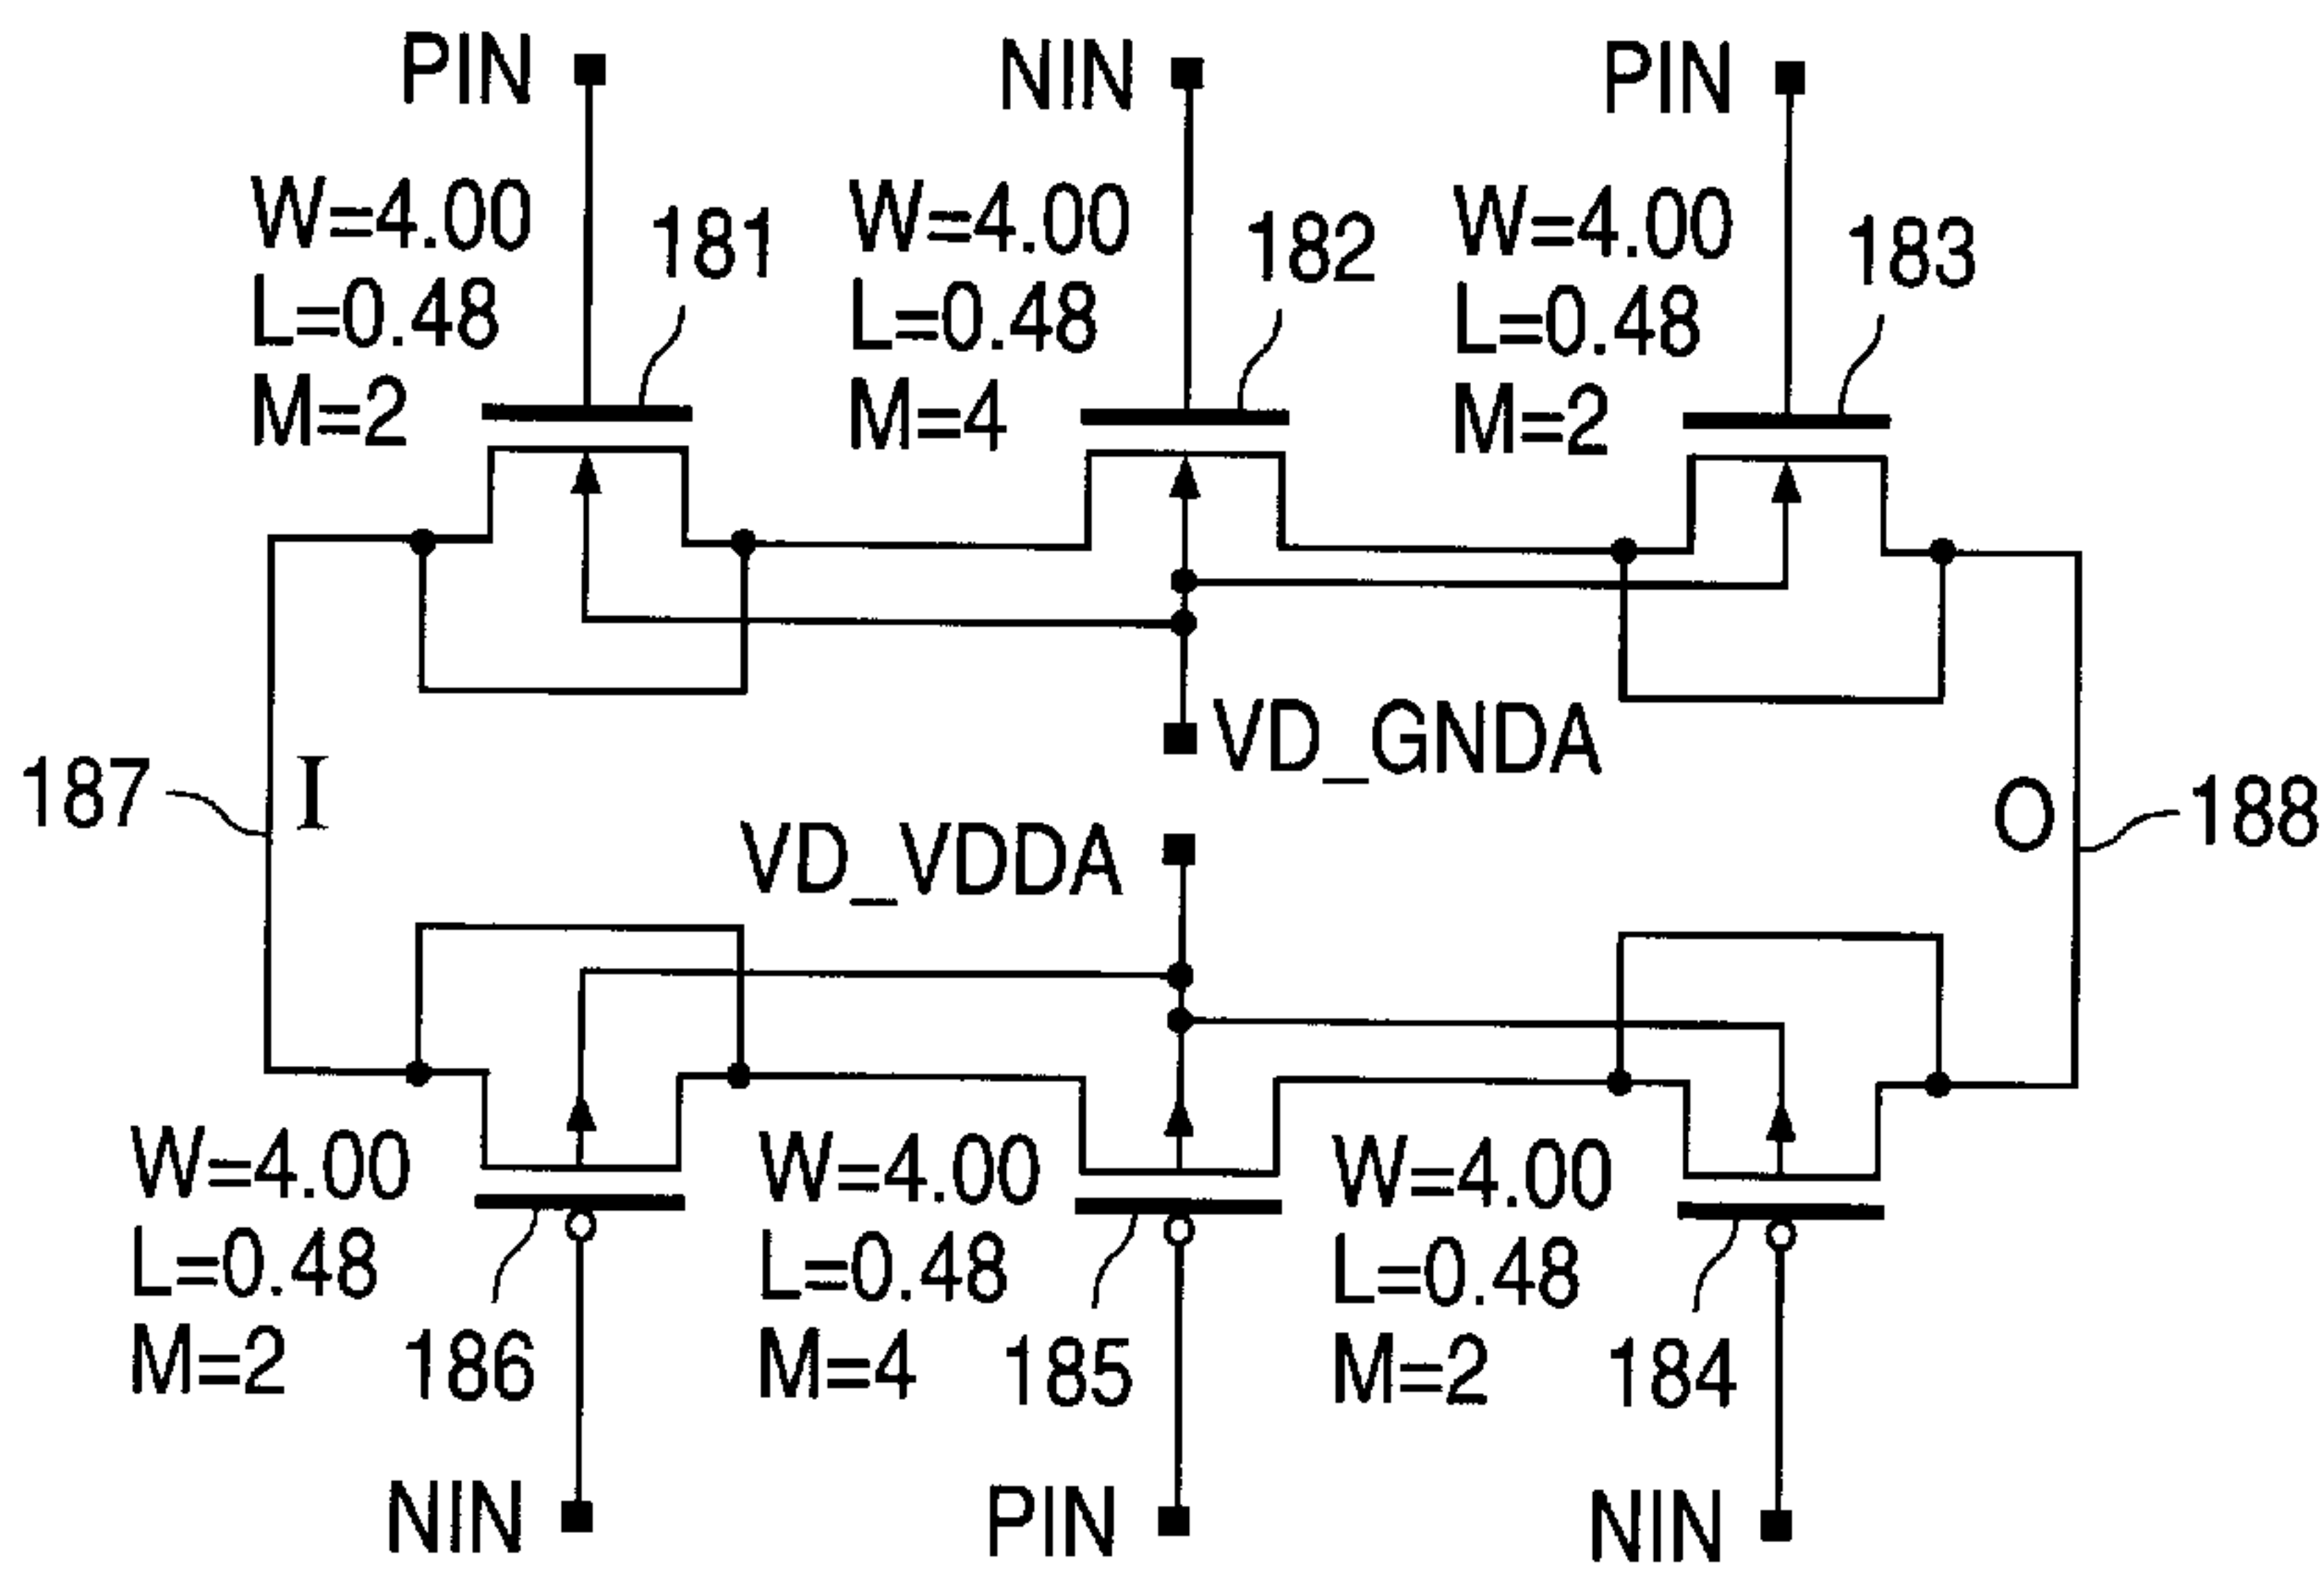 PIN
NIN
PIN
W=4.00
L=0.48
M=2
181
W=4.00
L=0.48
M=4
182
W=4.00
L=0.48
M=2
183
VD_GNDA
187
I
O
188
VD_VDDA
W=4.00
L=0.48
M=2
186
W=4.00
L=0.48
M=4
185
W=4.00
L=0.48
M=2
184
NIN
PIN
NIN